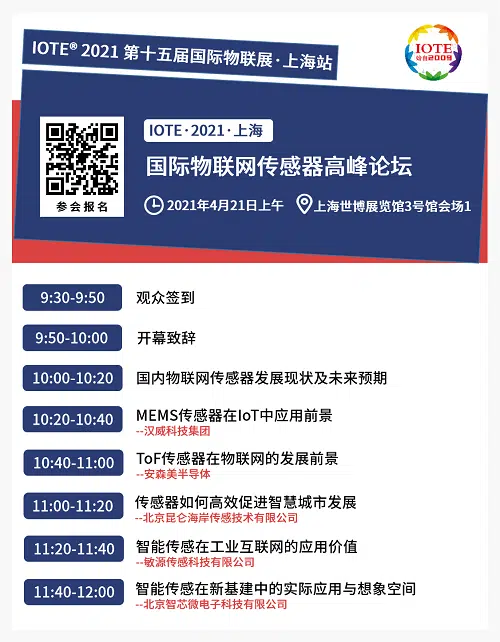 IOTE® 2021 第十五届国际物联展·上海站
IOTE
始自2009
IOTE·2021·上海
国际物联网传感器高峰论坛
参会报名
2021年4月21日上午
上海世博展览馆3号馆会场1
9:30-9:50 观众签到
9:50-10:00 开幕致辞
10:00-10:20 国内物联网传感器发展现状及未来预期
10:20-10:40 MEMS传感器在IoT中应用前景
--汉威科技集团
10:40-11:00 ToF传感器在物联网的发展前景
--安森美半导体
11:00-11:20 传感器如何高效促进智慧城市发展
--北京昆仑海岸传感技术有限公司
11:20-11:40 智能传感在工业互联网的应用价值
--敏源传感科技有限公司
11:40-12:00 智能传感在新基建中的实际应用与想象空间
--北京智芯微电子科技有限公司